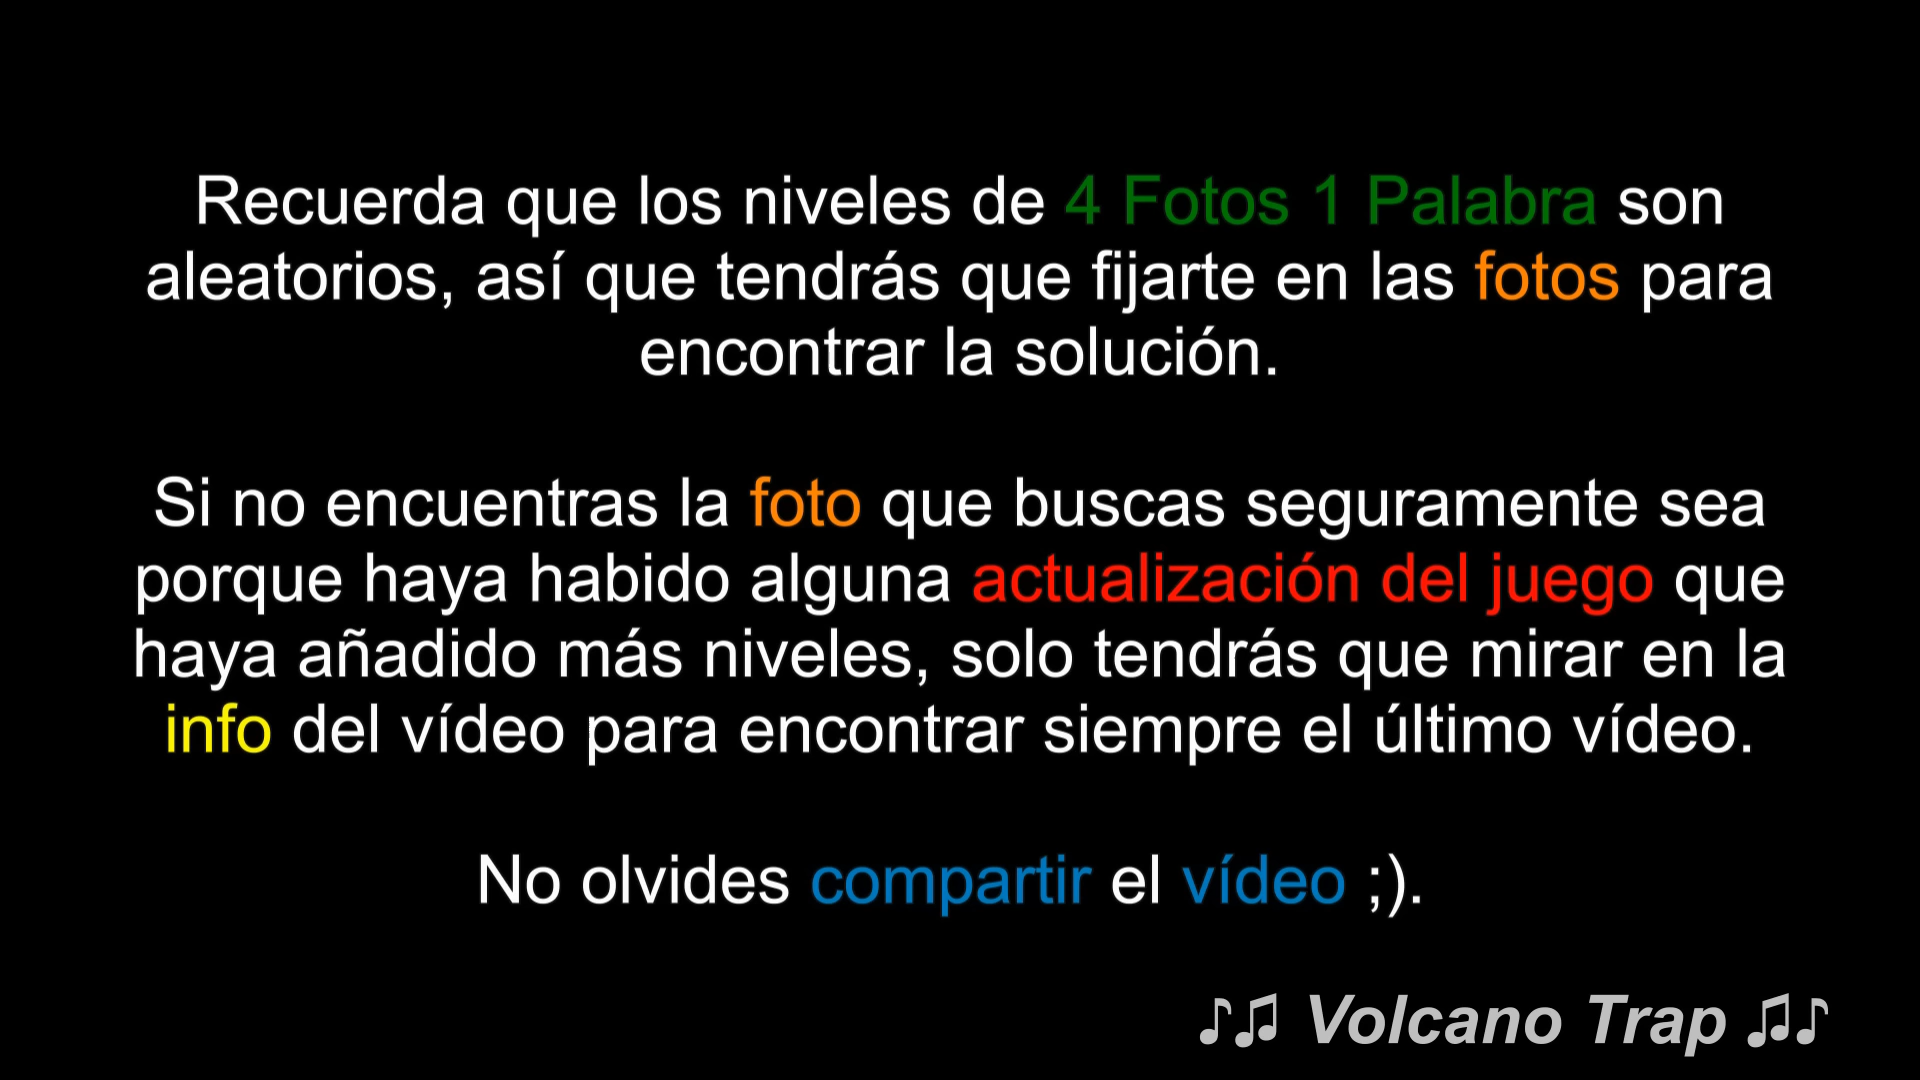 Recuerda que los niveles de 4 Fotos 1 Palabra son
aleatorios, así que tendrás que fijarte en las fotos para
encontrar la solución.
Si no encuentras la foto que buscas seguramente sea
porque haya habido alguna actualización del juego que
haya añadido más niveles, solo tendrás que mirar en la
info del vídeo para encontrar siempre el último vídeo.
No olvides compartir el vídeo ;).
♪♫ Volcano Trap ♫♪